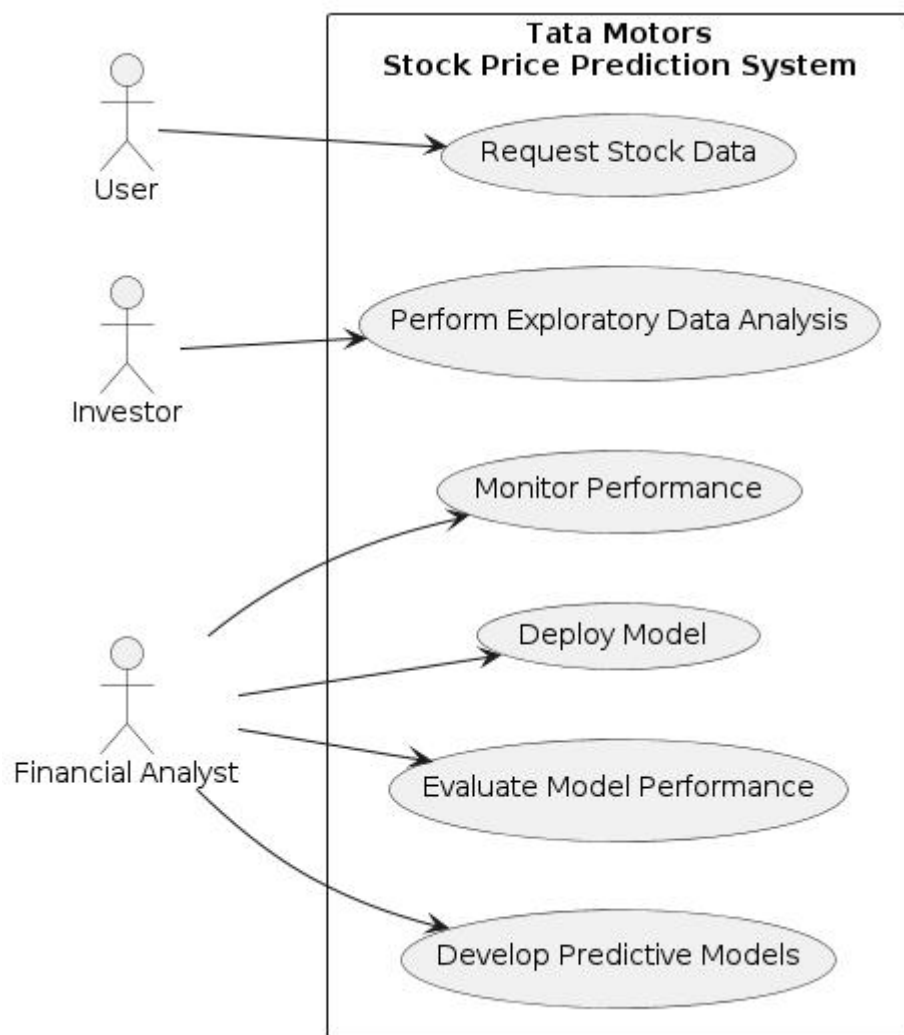 Tata Motors
Stock Price Prediction System
User
Request Stock Data
Investor
Perform Exploratory Data Analysis
Monitor Performance
Deploy Model
Financial Analyst
Evaluate Model Performance
Develop Predictive Models